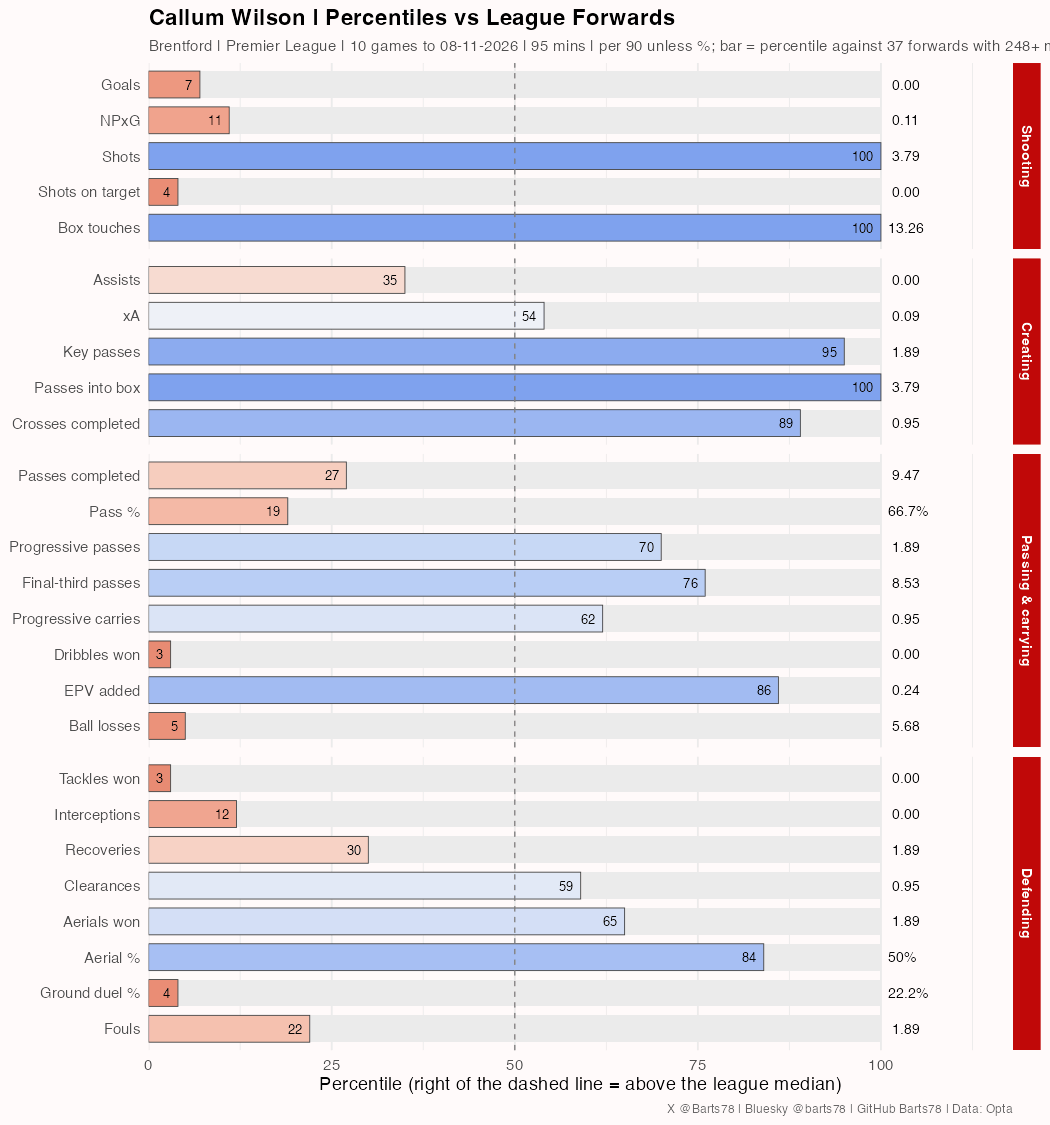 Callum Wilson | Percentiles vs League Forwards
Brentford | Premier League | 10 games to 08-11-2026 | 95 mins | per 90 unless %; bar = percentile against 37 forwards with 248+
Shooting
Goals 7 0.00
NPxG 11 0.11
Shots 100 3.79
Shots on target 4 0.00
Box touches 100 13.26
Creating
Assists 35 0.00
xA 54 0.09
Key passes 95 1.89
Passes into box 100 3.79
Crosses completed 89 0.95
Passing & carrying
Passes completed 27 9.47
Pass % 19 66.7%
Progressive passes 70 1.89
Final-third passes 76 8.53
Progressive carries 62 0.95
Dribbles won 3 0.00
EPV added 86 0.24
Ball losses 5 5.68
Defending
Tackles won 3 0.00
Interceptions 12 0.00
Recoveries 30 1.89
Clearances 59 0.95
Aerials won 65 1.89
Aerial % 84 50%
Ground duel % 4 22.2%
Fouls 22 1.89
0 25 50 75 100
Percentile (right of the dashed line = above the league median)
X @Barts78 | Bluesky @barts78 | GitHub Barts78 | Data: Opta